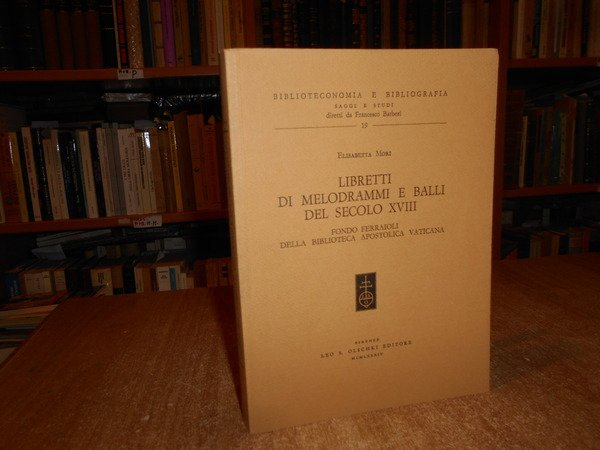 BIBLIOTECONOMIA E BIBLIOGRAFIA
SAGGI E STUDI
diretti da Francesco Barberi
19
ELISABETTA MORI
LIBRETTI
DI MELODRAMMI E BALLI
DEL SECOLO XVIII
FONDO FERRAIOLI
DELLA BIBLIOTECA APOSTOLICA VATICANA
FIRENZE
LEO S. OLSCHKI EDITORE
MCMLXXXIV